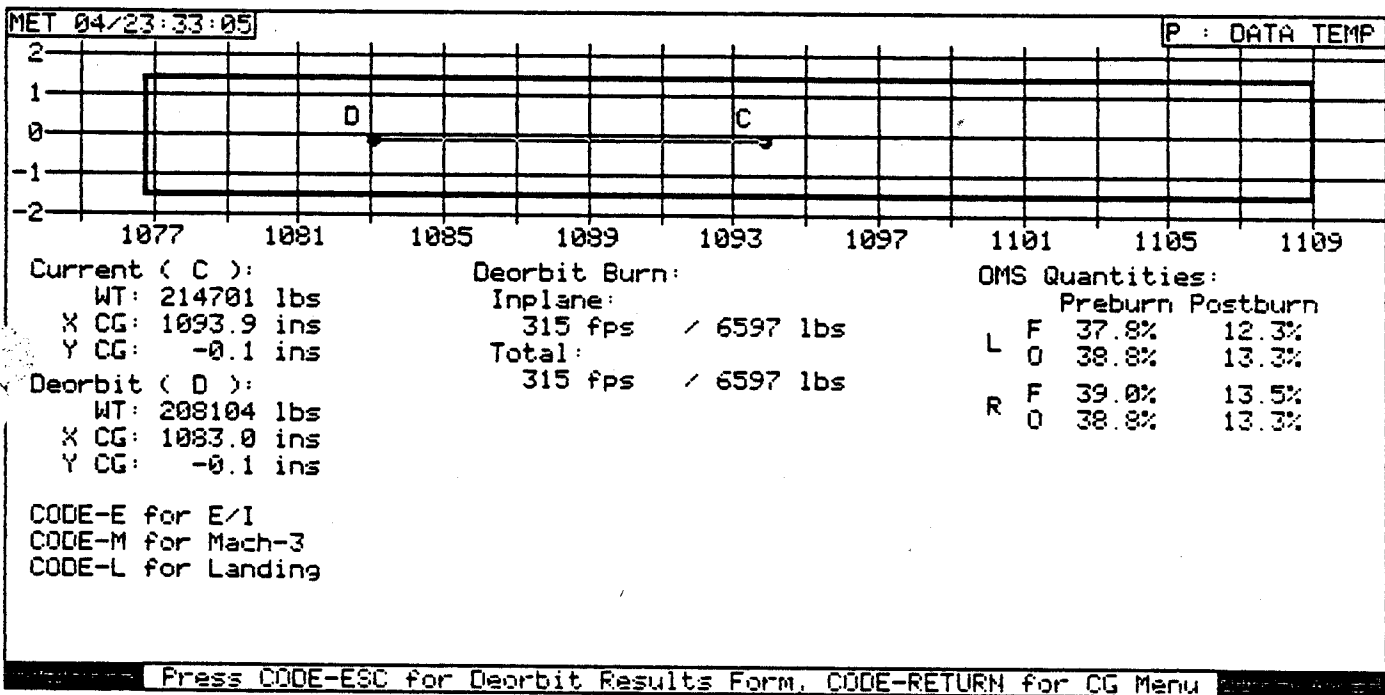 MET 04/23:33:05 P : DATA TEMP
2
1
D C
0
-1
-2
1077 1081 1085 1089 1093 1097 1101 1105 1109
Current ( C ): Deorbit Burn: OMS Quantities:
WT: 214701 lbs Inplane: Preburn Postburn
X CG: 1093.9 ins 315 fps / 6597 lbs L F 37.8% 12.3%
Y CG: -0.1 ins Total: O 38.8% 13.3%
Deorbit ( D ): 315 fps / 6597 lbs R F 39.0% 13.5%
WT: 208104 lbs O 38.8% 13.3%
X CG: 1083.0 ins
Y CG: -0.1 ins
CODE-E for E/I
CODE-M for Mach-3
CODE-L for Landing
Press CODE-ESC for Deorbit Results Form, CODE-RETURN for CG Menu